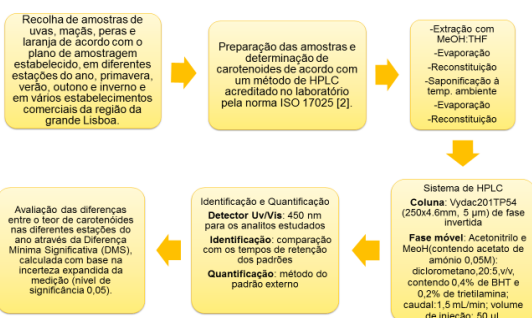 Recolha de amostras de
uvas, maçãs, peras e
laranja de acordo com o
plano de amostragem
estabelecido, em diferentes
estações do ano, primavera,
verão, outono e inverno e
em vários estabelecimentos
comerciais da região da
grande Lisboa.
Preparação das amostras e
determinação de
carotenoides de acordo com
um método de HPLC
acreditado no laboratório
pela norma ISO 17025 [2].
-Extração com
MeOH:THF
-Evaporação
-Reconstituição
-Saponificação à
temp. ambiente
-Evaporação
-Reconstituição
Sistema de HPLC
Coluna: Vydac201TP54
(250x4.6mm, 5 µm) de fase
invertida
Fase móvel: Acetonitrilo e
MeOH(contendo acetato de
amónio 0,05M):
diclorometano,20:5,v/v,
contendo 0,4% de BHT e
0,2% de trietilamina;
caudal:1,5 mL/min; volume
de injeção: 50 µL
Identificação e Quantificação
Detector Uv/Vis: 450 nm
para os analitos estudados
Identificação: comparação
com os tempos de retenção
dos padrões
Quantificação: método do
padrão externo
Avaliação das diferenças
entre o teor de carotenóides
nas diferentes estações do
ano através da Diferença
Mínima Significativa (DMS),
calculada com base na
incerteza expandida da
medição (nível de
significância 0,05).